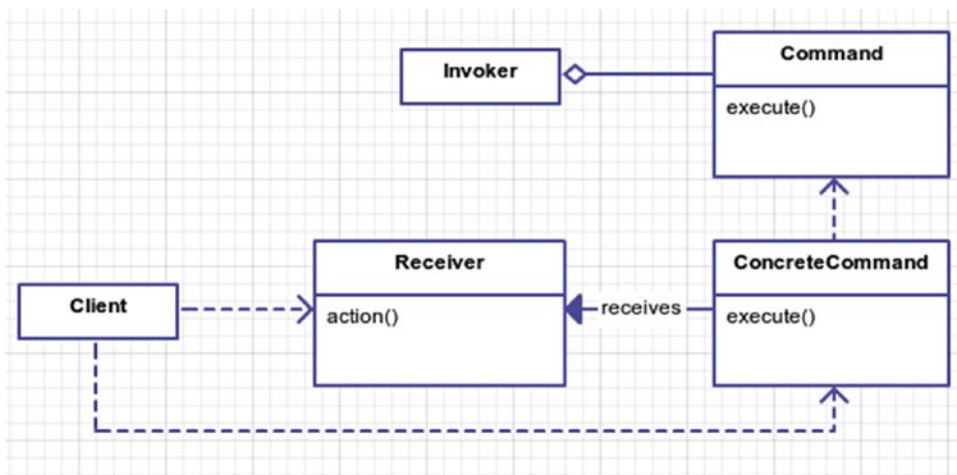 Invoker
Command
execute()
Receiver
action()
ConcreteCommand
execute()
Client
receives